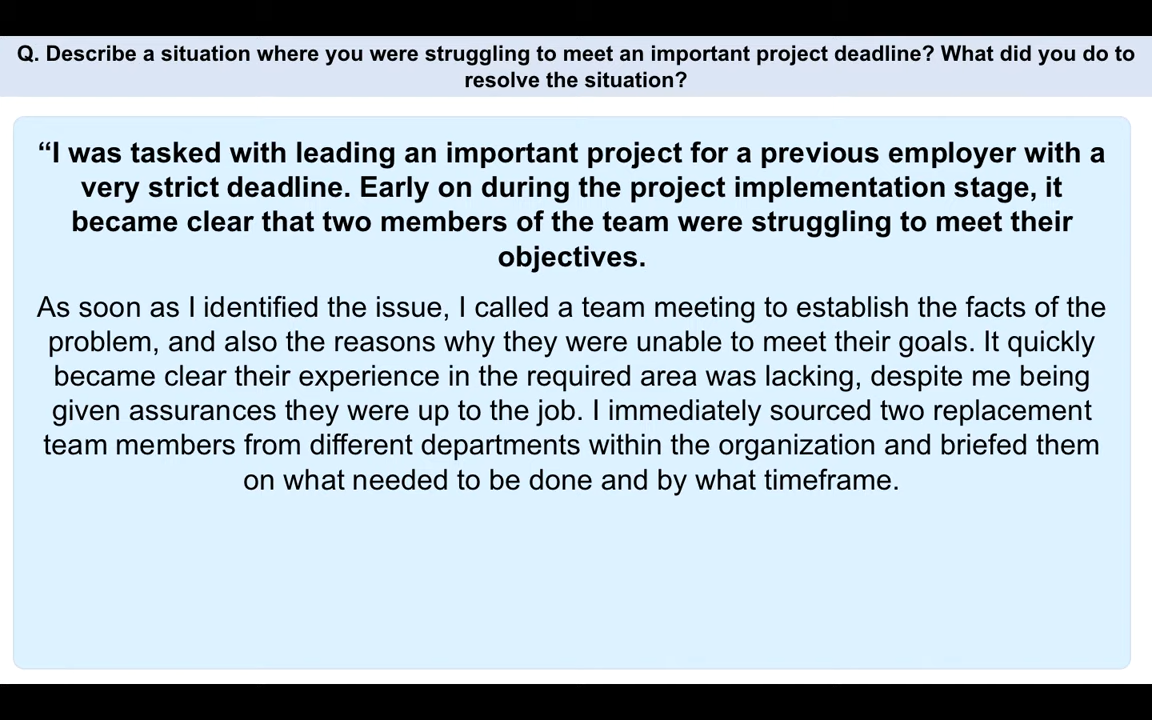 Q. Describe a situation where you were struggling to meet an important project deadline? What did you do to
resolve the situation?
“I was tasked with leading an important project for a previous employer with a
very strict deadline. Early on during the project implementation stage, it
became clear that two members of the team were struggling to meet their
objectives.
As soon as I identified the issue, I called a team meeting to establish the facts of the
problem, and also the reasons why they were unable to meet their goals. It quickly
became clear their experience in the required area was lacking, despite me being
given assurances they were up to the job. I immediately sourced two replacement
team members from different departments within the organization and briefed them
on what needed to be done and by what timeframe.